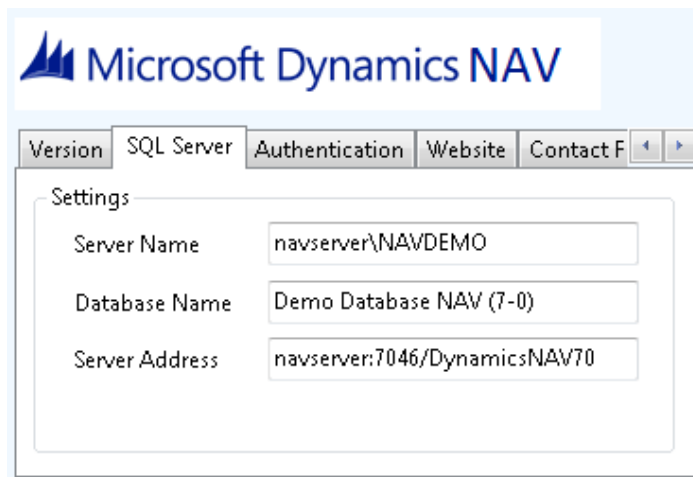 Microsoft Dynamics NAV
Version SQL Server Authentication Website Contact F
Settings
Server Name navserver\NAVDEMO
Database Name Demo Database NAV (7-0)
Server Address navserver:7046/DynamicsNAV70